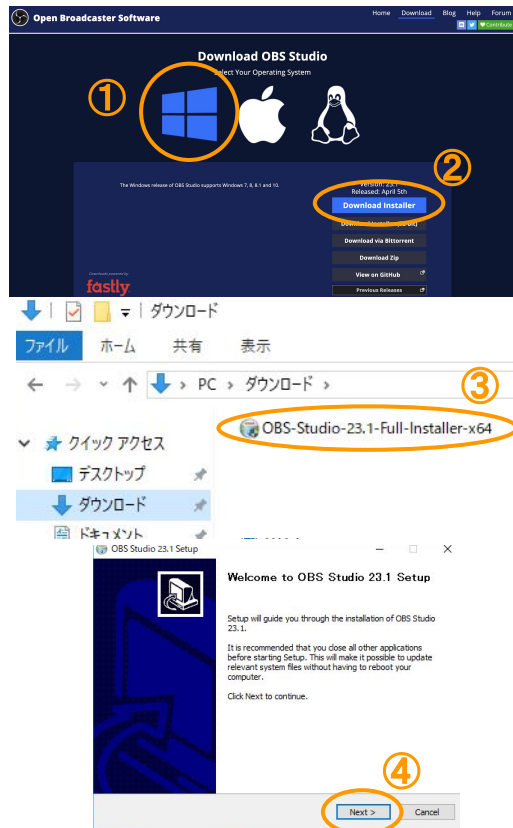 Open Broadcaster Software
Home Download Blog Help Forum
Contribute
Download OBS Studio
Select Your Operating System
①
②
The Windows release of OBS Studio supports Windows 7, 8, 8.1 and 10.
Version: 23.1
Released: April 5th
Download Installer
Download via Bittorrent
Download Zip
View on GitHub
Previous Releases
fastly
ダウンロード
ファイル ホーム 共有 表示
PC ダウンロード
③
OBS-Studio-23.1-Full-Installer-x64
クイック アクセス
デスクトップ
ダウンロード
ドキュメント
OBS Studio 23.1 Setup
Welcome to OBS Studio 23.1 Setup
Setup will guide you through the installation of OBS Studio
23.1.
It is recommended that you close all other applications
before starting Setup. This will make it possible to update
relevant system files without having to reboot your
computer.
Click Next to continue.
④
Next > Cancel